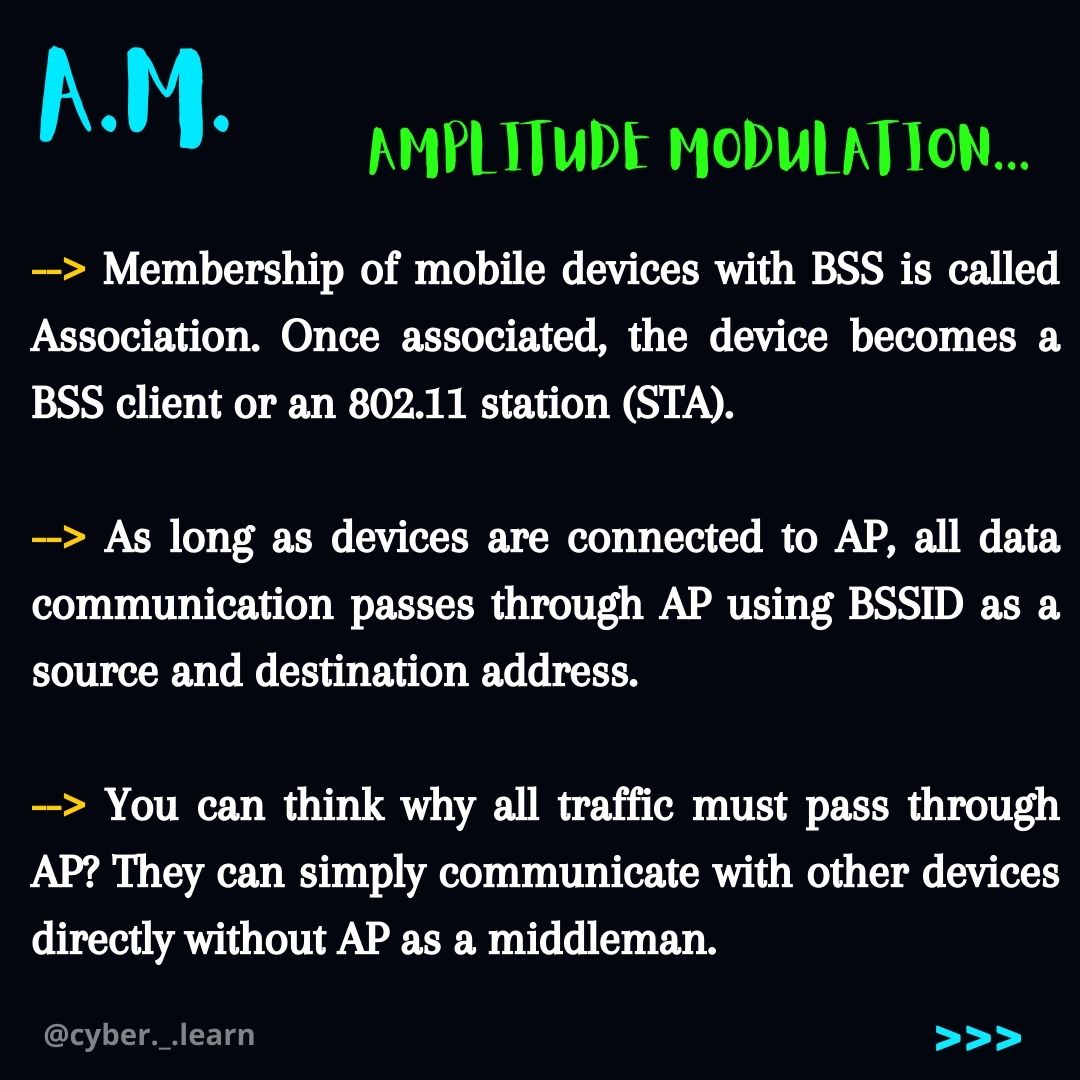 A.M.
AMPLITUDE MODULATION...
--> Membership of mobile devices with BSS is called
Association. Once associated, the device becomes a
BSS client or an 802.11 station (STA).
--> As long as devices are connected to AP, all data
communication passes through AP using BSSID as a
source and destination address.
--> You can think why all traffic must pass through
AP? They can simply communicate with other devices
directly without AP as a middleman.
@cyber._.learn
>>>